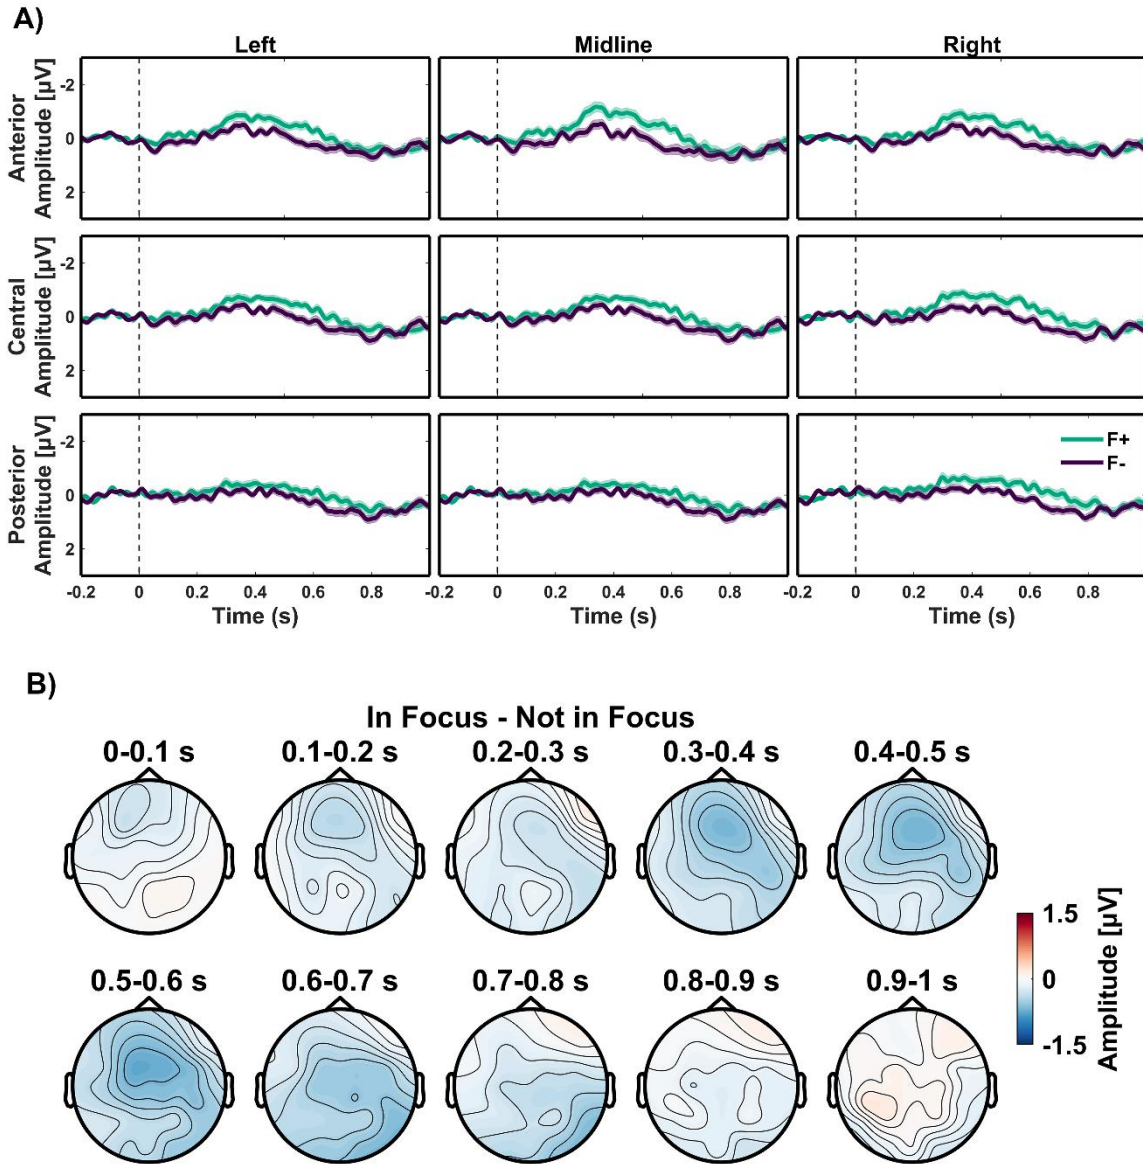 A)
Left Midline Right
Anterior
Amplitude [µV]
-2
0
2
Central
Amplitude [µV]
-2
0
2
Posterior
Amplitude [µV]
-2
0
2
F+
F-
-0.2 0 0.2 0.4 0.6 0.8 -0.2 0 0.2 0.4 0.6 0.8 -0.2 0 0.2 0.4 0.6 0.8
Time (s) Time (s) Time (s)
B)
In Focus - Not in Focus
0-0.1 s 0.1-0.2 s 0.2-0.3 s 0.3-0.4 s 0.4-0.5 s
0.5-0.6 s 0.6-0.7 s 0.7-0.8 s 0.8-0.9 s 0.9-1 s
1.5
0
-1.5
Amplitude [µV]